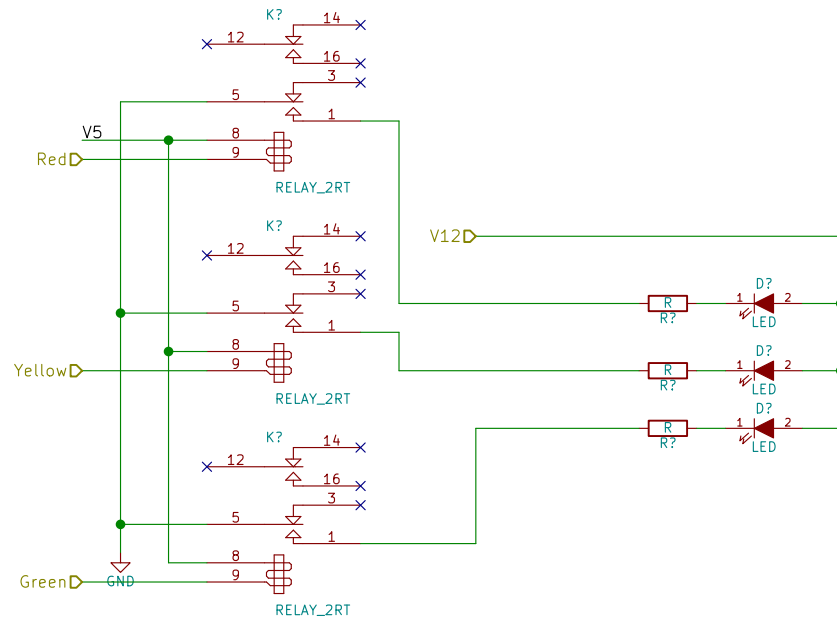 K?
14
12
16
3
5
1
V5
8
Red
9
RELAY_2RT
K?
14
V12
12
16
3
D?
5
R
1
2
R?
LED
1
8
D?
Yellow
9
R
1
2
R?
LED
RELAY_2RT
D?
R
1
2
K?
14
R?
LED
12
16
3
5
1
8
Green
GND
9
RELAY_2RT